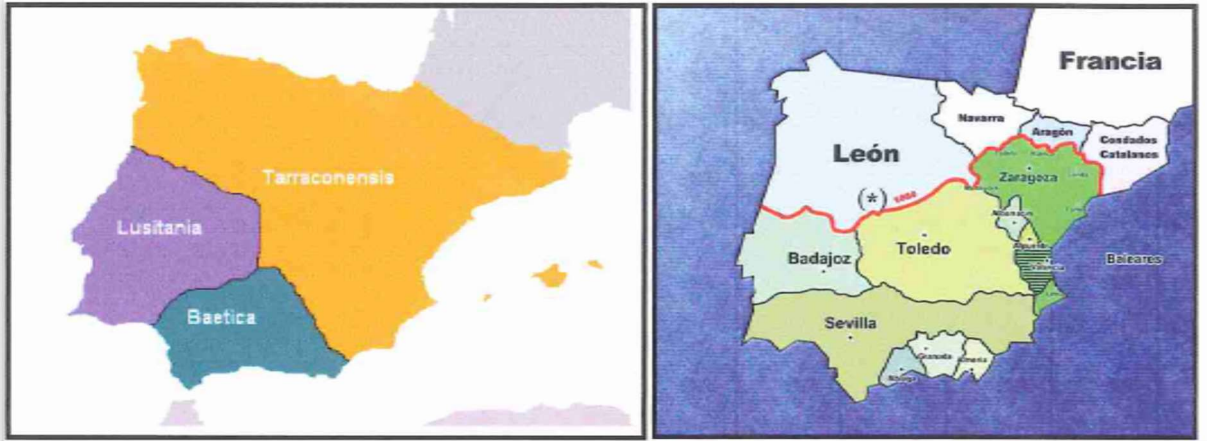 Tarraconensis
Lusitania
Baetica
Francia
Navarra
Aragón
Condados
Catalanes
León
Zaragoza
(*)
Toledo
Badajoz
Baleares
Valencia
Sevilla
Granada
Almería
Málaga